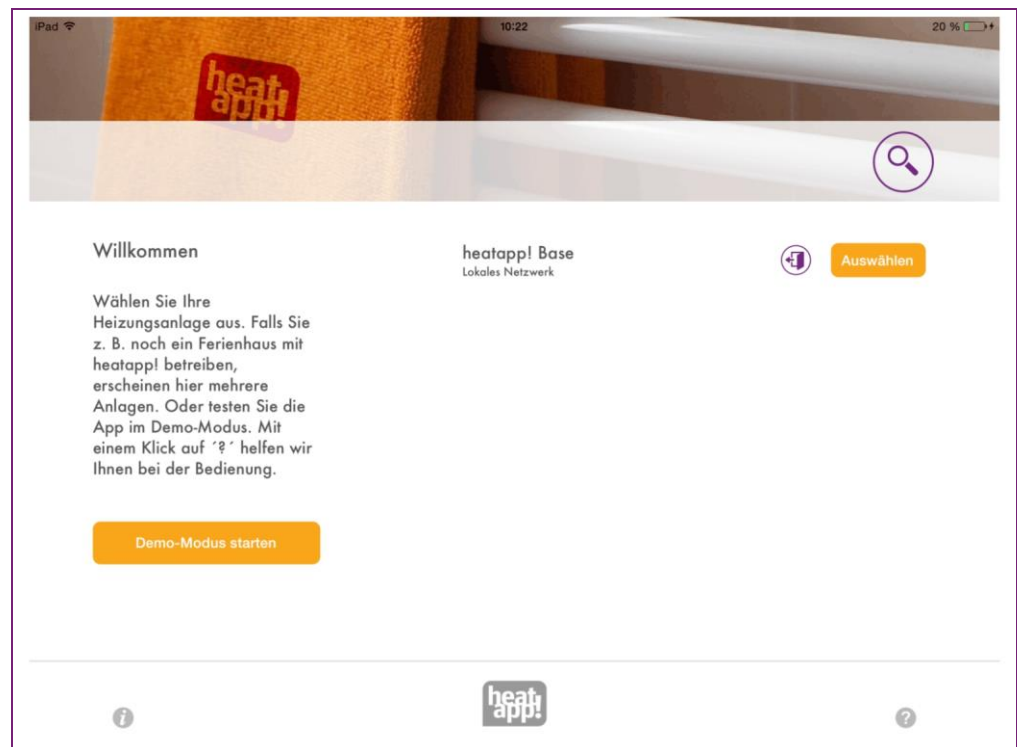 iPad 10:22 20 %
heat
app!
Willkommen
heatapp! Base
Lokales Netzwerk
Auswählen
Wählen Sie Ihre
Heizungsanlage aus. Falls Sie
z. B. noch ein Ferienhaus mit
heatapp! betreiben,
erscheinen hier mehrere
Anlagen. Oder testen Sie die
App im Demo-Modus. Mit
einem Klick auf ´?´ helfen wir
Ihnen bei der Bedienung.
Demo-Modus starten
i
heat
app!
?